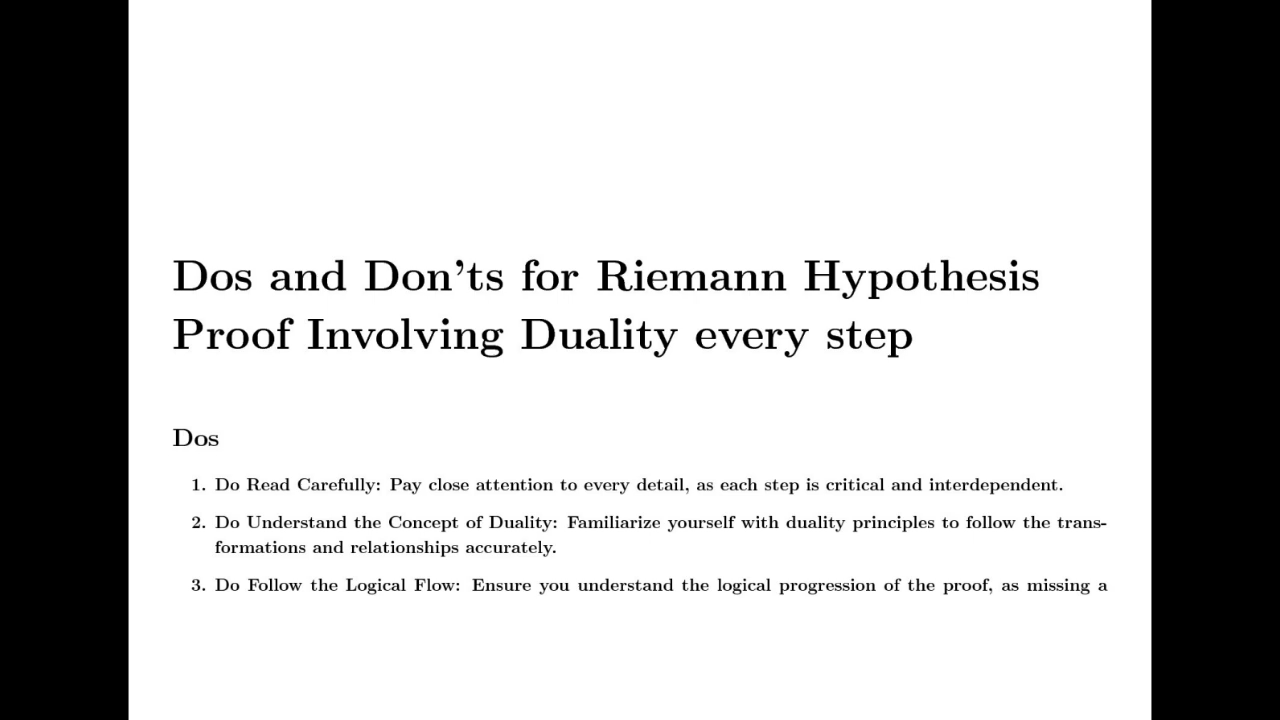 Dos and Don'ts for Riemann Hypothesis
Proof Involving Duality every step
Dos
1. Do Read Carefully: Pay close attention to every detail, as each step is critical and interdependent.
2. Do Understand the Concept of Duality: Familiarize yourself with duality principles to follow the trans-
formations and relationships accurately.
3. Do Follow the Logical Flow: Ensure you understand the logical progression of the proof, as missing a